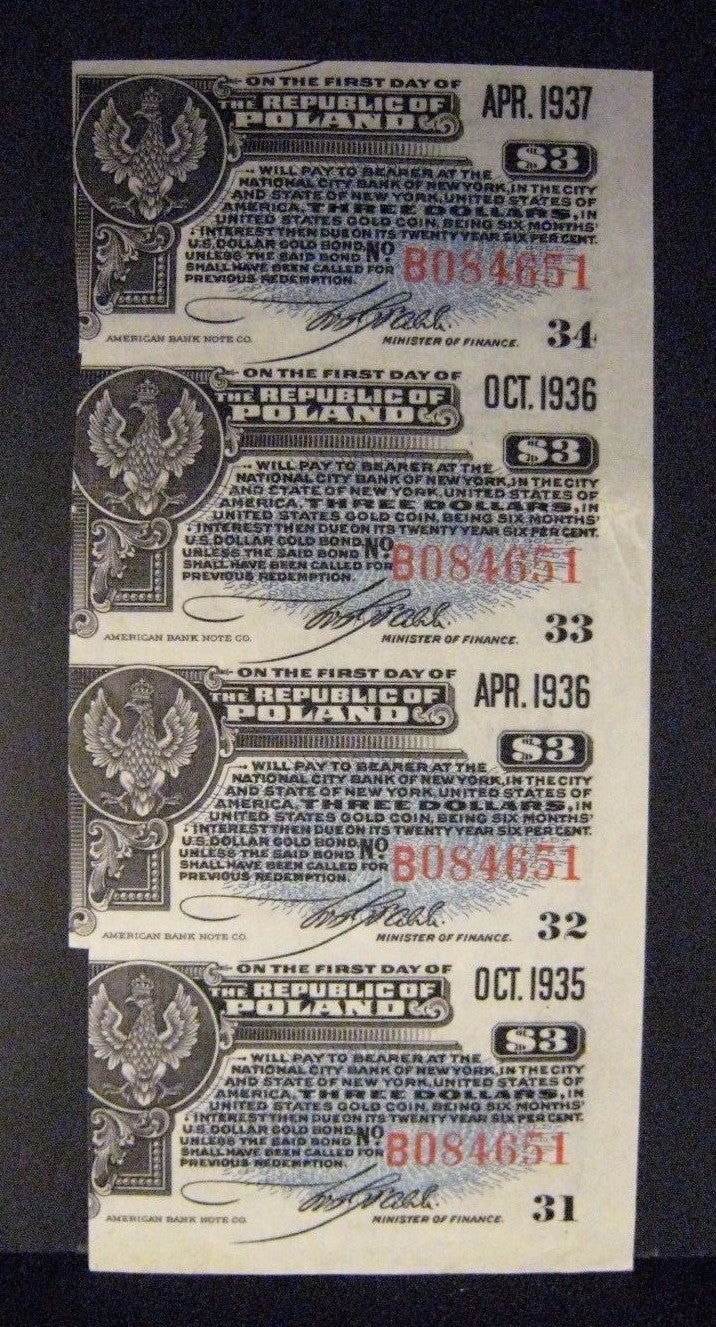 ON THE FIRST DAY OF
THE REPUBLIC OF
POLAND
APR. 1937
$3
WILL PAY TO BEARER AT THE
NATIONAL CITY BANK OF NEW YORK, IN THE CITY
AND STATE OF NEW YORK, UNITED STATES OF
AMERICA, THREE DOLLARS, IN
UNITED STATES GOLD COIN, BEING SIX MONTHS'
INTEREST THEN DUE ON ITS TWENTY YEAR SIX PER CENT.
U.S. DOLLAR GOLD BOND
UNLESS THE SAID BOND No. B084651
SHALL HAVE BEEN CALLED FOR
PREVIOUS REDEMPTION.
AMERICAN BANK NOTE CO.
MINISTER OF FINANCE.
34
ON THE FIRST DAY OF
THE REPUBLIC OF
POLAND
OCT. 1936
$3
WILL PAY TO BEARER AT THE
NATIONAL CITY BANK OF NEW YORK, IN THE CITY
AND STATE OF NEW YORK, UNITED STATES OF
AMERICA, THREE DOLLARS, IN
UNITED STATES GOLD COIN, BEING SIX MONTHS'
INTEREST THEN DUE ON ITS TWENTY YEAR SIX PER CENT.
U.S. DOLLAR GOLD BOND
UNLESS THE SAID BOND No. B084651
SHALL HAVE BEEN CALLED FOR
PREVIOUS REDEMPTION.
AMERICAN BANK NOTE CO.
MINISTER OF FINANCE.
33
ON THE FIRST DAY OF
THE REPUBLIC OF
POLAND
APR. 1936
$3
WILL PAY TO BEARER AT THE
NATIONAL CITY BANK OF NEW YORK, IN THE CITY
AND STATE OF NEW YORK, UNITED STATES OF
AMERICA, THREE DOLLARS, IN
UNITED STATES GOLD COIN, BEING SIX MONTHS'
INTEREST THEN DUE ON ITS TWENTY YEAR SIX PER CENT.
U.S. DOLLAR GOLD BOND
UNLESS THE SAID BOND No. B084651
SHALL HAVE BEEN CALLED FOR
PREVIOUS REDEMPTION.
AMERICAN BANK NOTE CO.
MINISTER OF FINANCE.
32
ON THE FIRST DAY OF
THE REPUBLIC OF
POLAND
OCT. 1935
$3
WILL PAY TO BEARER AT THE
NATIONAL CITY BANK OF NEW YORK, IN THE CITY
AND STATE OF NEW YORK, UNITED STATES OF
AMERICA, THREE DOLLARS, IN
UNITED STATES GOLD COIN, BEING SIX MONTHS'
INTEREST THEN DUE ON ITS TWENTY YEAR SIX PER CENT.
U.S. DOLLAR GOLD BOND
UNLESS THE SAID BOND No. B084651
SHALL HAVE BEEN CALLED FOR
PREVIOUS REDEMPTION.
AMERICAN BANK NOTE CO.
MINISTER OF FINANCE.
31